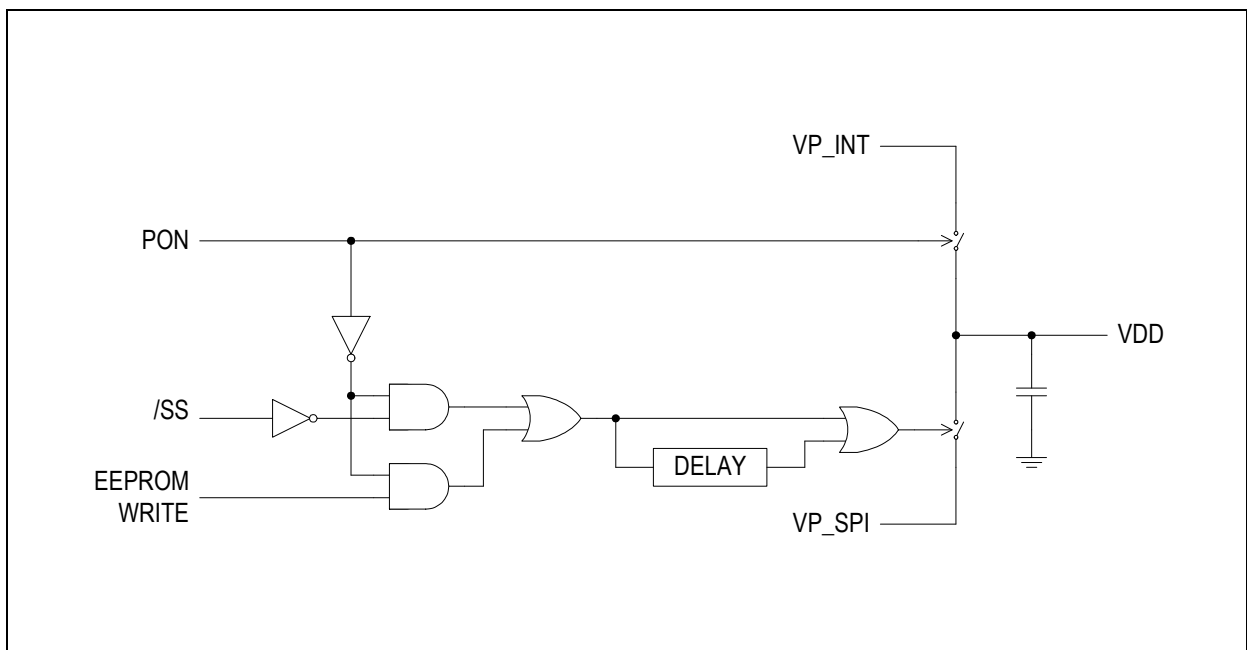 VP_INT
PON
VDD
/SS
DELAY
EEPROM
WRITE
VP_SPI